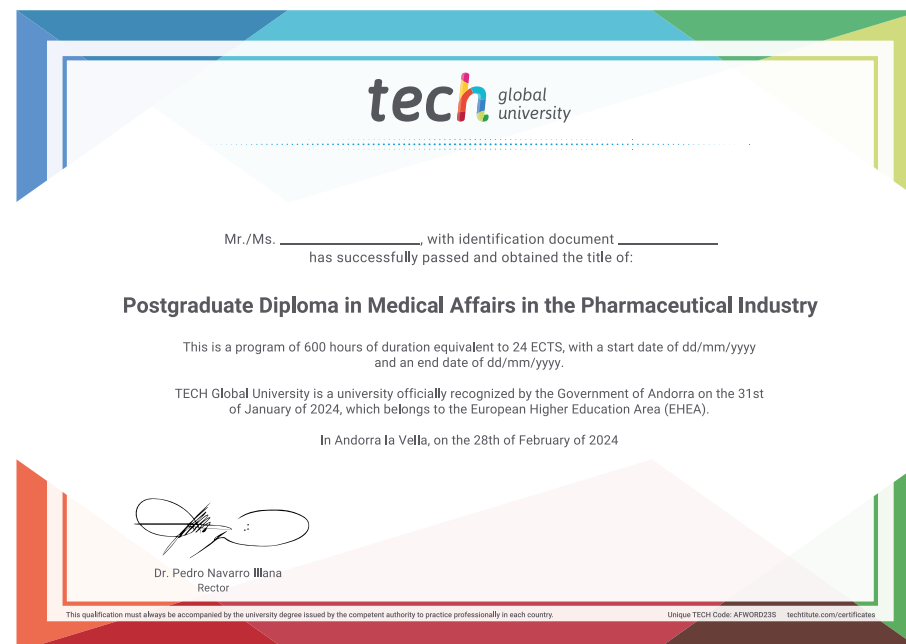 tech global university
Mr./Ms. ____________, with identification document ____________
has successfully passed and obtained the title of:
Postgraduate Diploma in Medical Affairs in the Pharmaceutical Industry
This is a program of 600 hours of duration equivalent to 24 ECTS, with a start date of dd/mm/yyyy
and an end date of dd/mm/yyyy.
TECH Global University is a university officially recognized by the Government of Andorra on the 31st
of January of 2024, which belongs to the European Higher Education Area (EHEA).
In Andorra la Vella, on the 28th of February of 2024
Dr. Pedro Navarro Illana
Rector
This qualification must always be accompanied by the university degree issued by the competent authority to practice professionally in each country.
Unique TECH Code: AFWORD23S techtitute.com/certificates